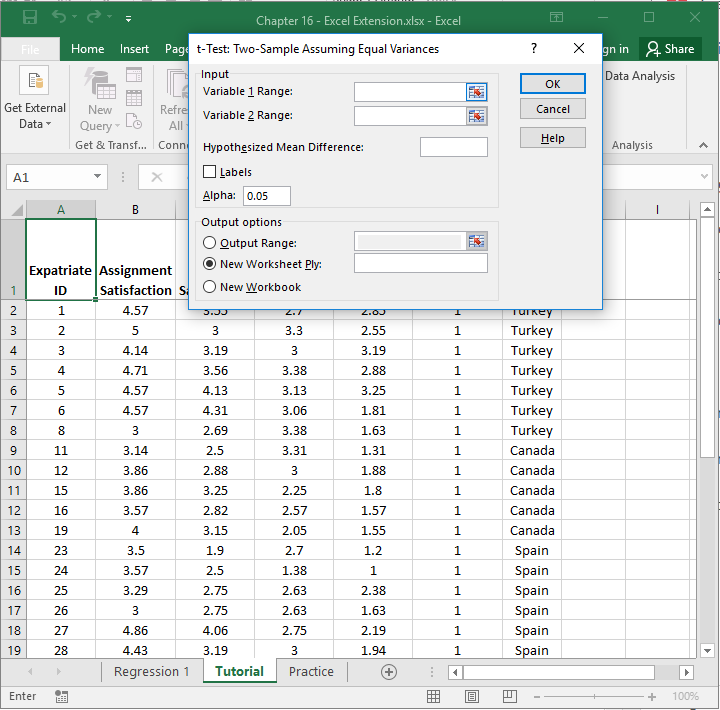 Chapter 16 - Excel Extension.xlsx - Excel
File Home Insert Share
t-Test: Two-Sample Assuming Equal Variances ?
Input
Variable 1 Range:
Variable 2 Range:
Hypothesized Mean Difference:
Labels
Alpha: 0.05
Output options
Output Range:
New Worksheet Ply:
New Workbook
OK
Cancel
Help
Get External
Data
New
Query
Get & Transf...
All
Data Analysis
Analysis
A1
A B I
1 Expatriate ID Assignment Satisfaction
2 1 4.57 3.55 2.7 2.85 1 Turkey
3 2 5 3 3.3 2.55 1 Turkey
4 3 4.14 3.19 3 3.19 1 Turkey
5 4 4.71 3.56 3.38 2.88 1 Turkey
6 5 4.57 4.13 3.13 3.25 1 Turkey
7 6 4.57 4.31 3.06 1.81 1 Turkey
8 8 3 2.69 3.38 1.63 1 Turkey
9 11 3.14 2.5 3.31 1.31 1 Canada
10 12 3.86 2.88 3 1.88 1 Canada
11 15 3.86 3.25 2.25 1.8 1 Canada
12 16 3.57 2.82 2.57 1.57 1 Canada
13 19 4 3.15 2.05 1.55 1 Canada
14 23 3.5 1.9 2.7 1.2 1 Spain
15 24 3.57 2.5 1.38 1 1 Spain
16 25 3.29 2.75 2.63 2.38 1 Spain
17 26 3 2.75 2.63 1.63 1 Spain
18 27 4.86 4.06 2.75 2.19 1 Spain
19 28 4.43 3.19 3 1.94 1 Spain
Regression 1 Tutorial Practice
Enter 100%